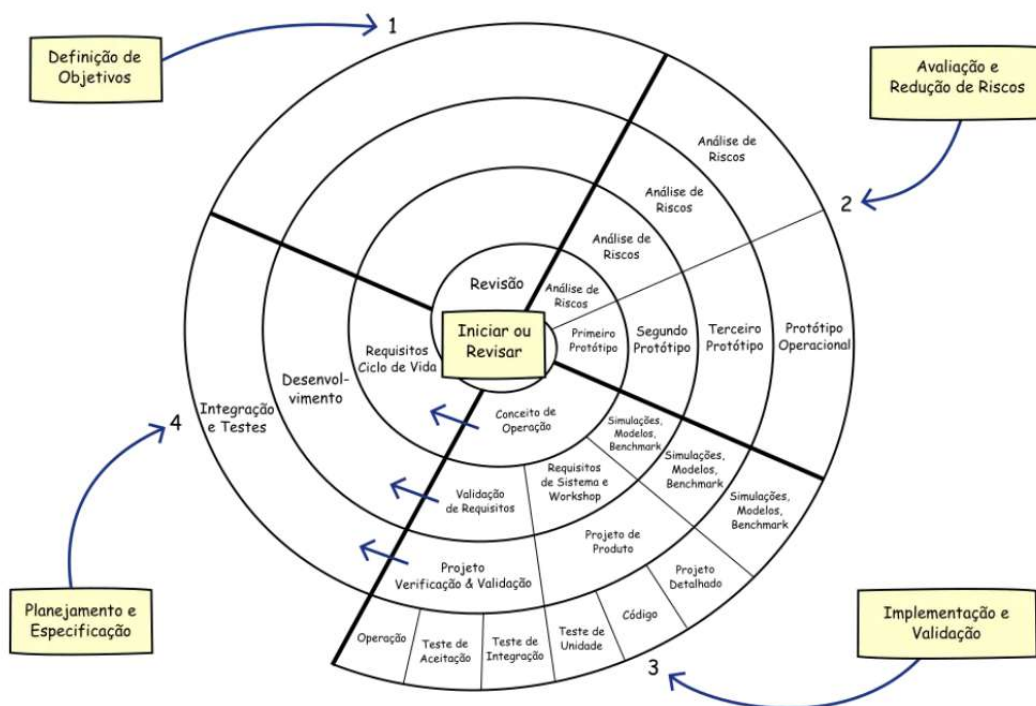 1
Definição de
Objetivos
Avaliação e
Redução de Riscos
2
Análise de
Riscos
Análise de
Riscos
Análise de
Riscos
Análise de
Riscos
Revisão
Iniciar ou
Revisar
Primeiro
Protótipo
Segundo
Protótipo
Terceiro
Protótipo
Protótipo
Operacional
Requisitos
Ciclo de Vida
Desenvol-
vimento
Integração
e Testes
4
Conceito de
Operação
Simulações,
Modelos,
Benchmark
Simulações,
Modelos,
Benchmark
Simulações,
Modelos,
Benchmark
Validação
de Requisitos
Requisitos
de Sistema e
Workshop
Projeto
Verificação & Validação
Projeto de
Produto
Projeto
Detalhado
Operação
Teste de
Aceitação
Teste de
Integração
Teste de
Unidade
Código
3
Planejamento e
Especificação
Implementação e
Validação